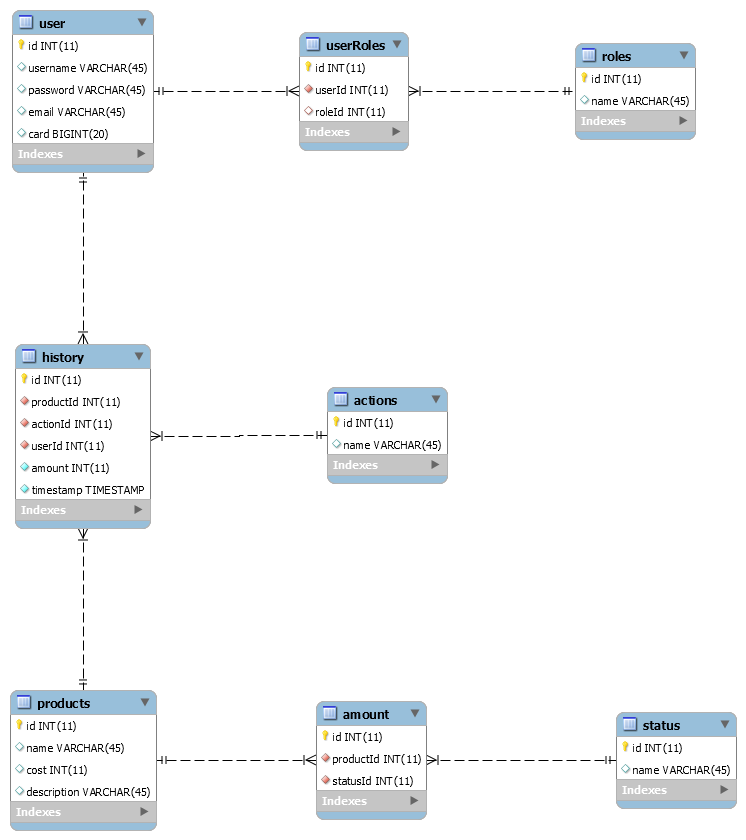 user
id INT(11)
username VARCHAR(45)
password VARCHAR(45)
email VARCHAR(45)
card BIGINT(20)
Indexes
userRoles
id INT(11)
userId INT(11)
roleId INT(11)
Indexes
roles
id INT(11)
name VARCHAR(45)
Indexes
history
id INT(11)
productId INT(11)
actionId INT(11)
userId INT(11)
amount INT(11)
timestamp TIMESTAMP
Indexes
actions
id INT(11)
name VARCHAR(45)
Indexes
products
id INT(11)
name VARCHAR(45)
cost INT(11)
description VARCHAR(45)
Indexes
amount
id INT(11)
productId INT(11)
statusId INT(11)
Indexes
status
id INT(11)
name VARCHAR(45)
Indexes